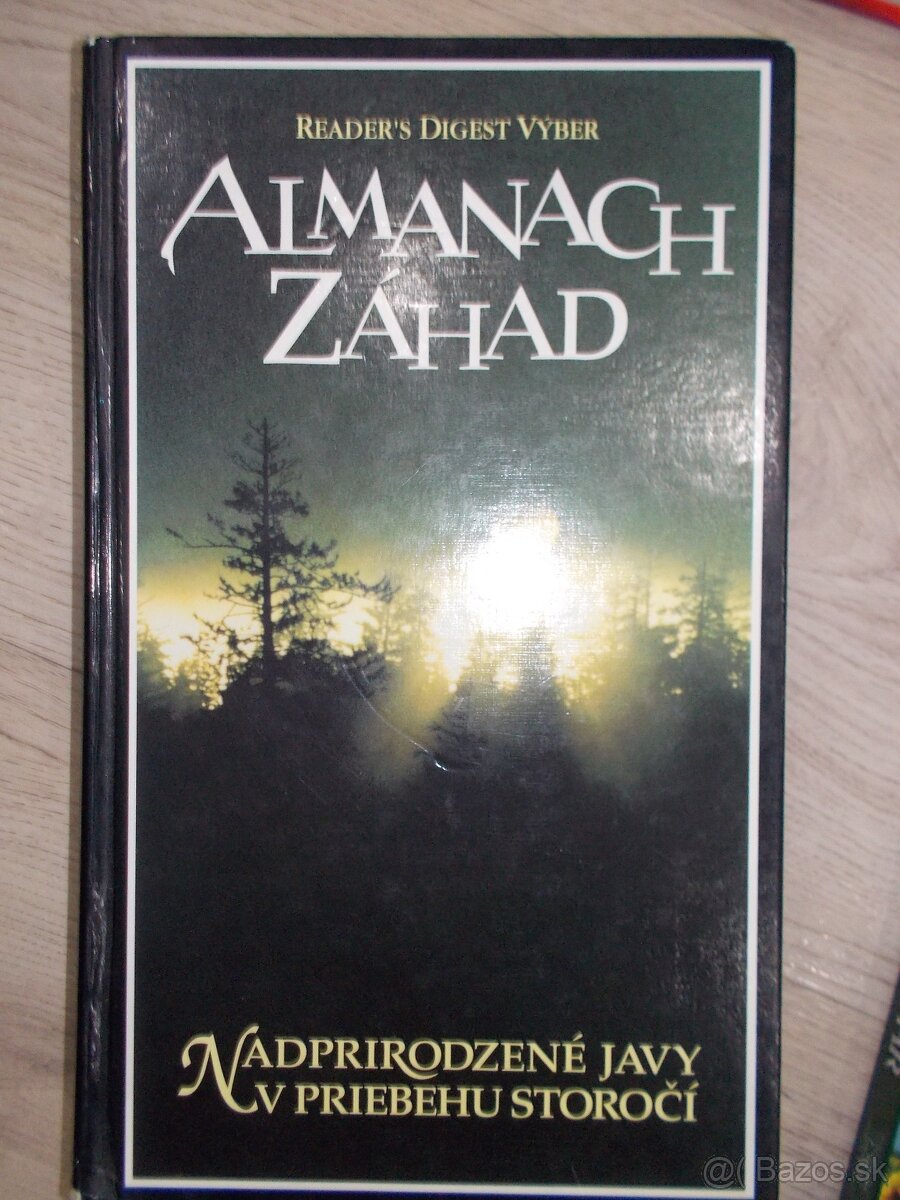 READER'S DIGEST VÝBER
ALMANACH
ZÁHAD
NADPRIRODZENÉ JAVY
V PRIEBEHU STOROČÍ
@( Bazos.sk